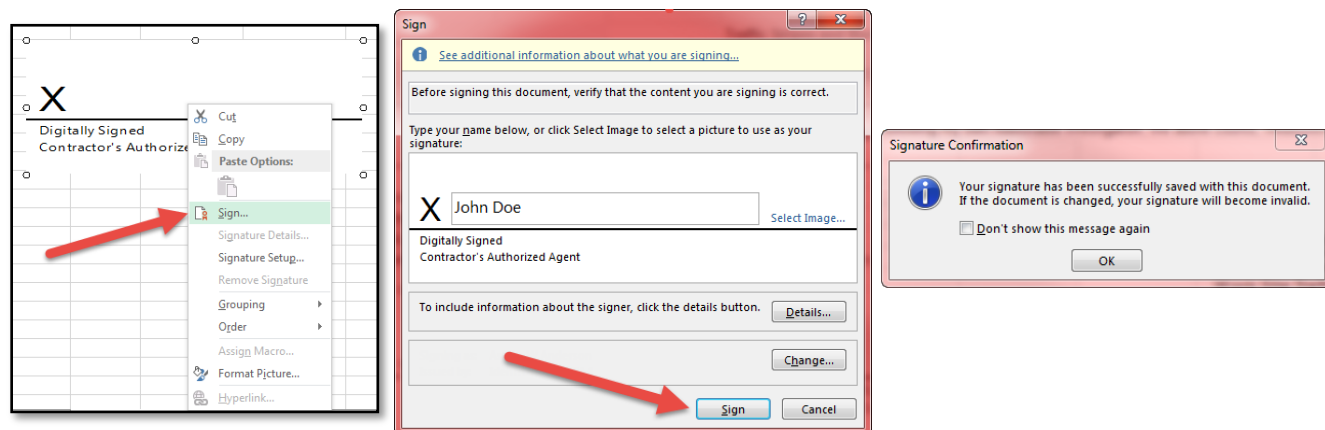 X
Digitally Signed
Contractor's Authorize
Cut
Copy
Paste Options:
Sign...
Signature Details...
Signature Setup...
Remove Signature
Grouping
Order
Assign Macro...
Format Picture...
Hyperlink...
Sign
See additional information about what you are signing...
Before signing this document, verify that the content you are signing is correct.
Type your name below, or click Select Image to select a picture to use as your
signature:
X John Doe
Select Image...
Digitally Signed
Contractor's Authorized Agent
To include information about the signer, click the details button.
Details...
Change...
Sign Cancel
Signature Confirmation
Your signature has been successfully saved with this document.
If the document is changed, your signature will become invalid.
Don't show this message again
OK